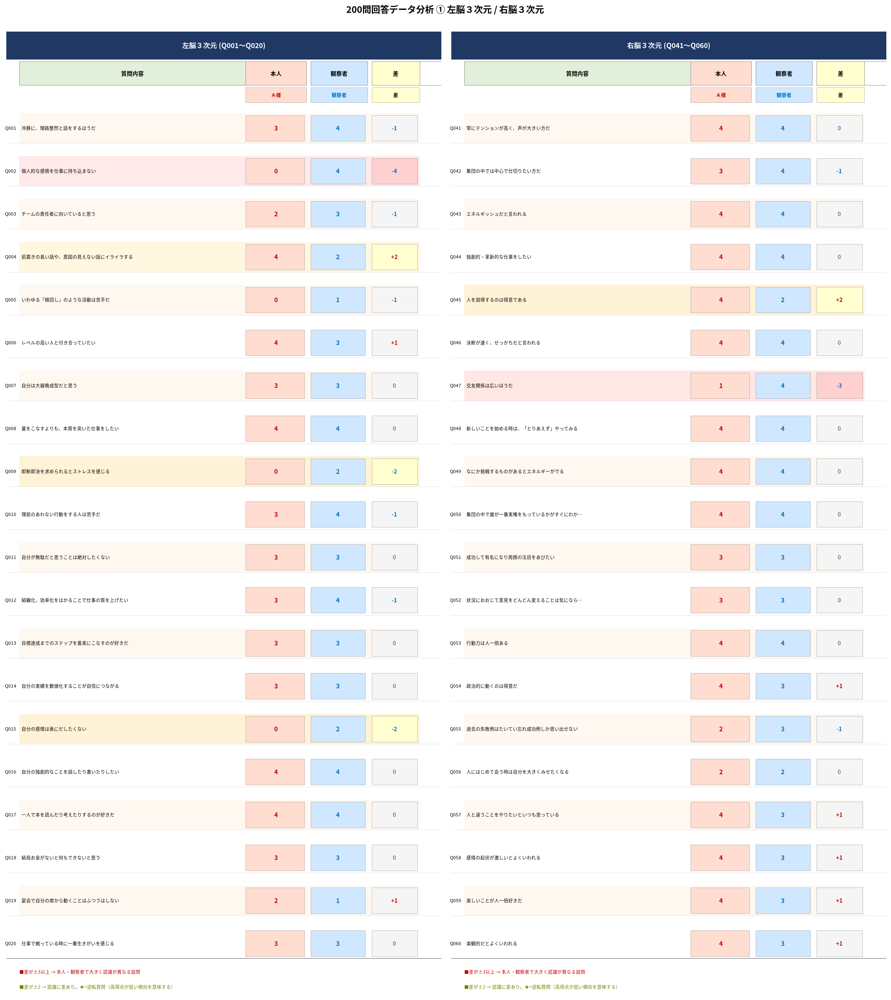 200問回答データ分析 ① 左脳３次元 / 右脳３次元
左脳３次元 (Q001～Q020)
質問内容 本人 観察者 差
Ａ様 観察者 差
Q001 冷静に、理路整然と話をするほうだ 3 4 -1
Q002 個人的な感情を仕事に持ち込まない 0 4 -4
Q003 チームの責任者に向いていると思う 2 3 -1
Q004 前置きの長い話や、意図の見えない話にイライラする 4 2 +2
Q005 いわゆる「根回し」のような活動は苦手だ 0 1 -1
Q006 レベルの高い人と付き合っていたい 4 3 +1
Q007 自分は大器晩成型だと思う 3 3 0
Q008 量をこなすよりも、本質を突いた仕事をしたい 4 4 0
Q009 即断即決を求められるとストレスを感じる 0 2 -2
Q010 理屈のあわない行動をする人は苦手だ 3 4 -1
Q011 自分が無駄だと思うことは絶対したくない 3 3 0
Q012 組織化、効率化をはかることで仕事の質を上げたい 3 4 -1
Q013 目標達成までのステップを着実にこなすのが好きだ 3 3 0
Q014 自分の実績を数値化することが自信につながる 3 3 0
Q015 自分の感情は表にだしたくない 0 2 -2
Q016 自分の独創的なことを話したり書いたりしたい 4 4 0
Q017 一人で本を読んだり考えたりするのが好きだ 4 4 0
Q018 結局お金がないと何もできないと思う 3 3 0
Q019 宴会で自分の席から動くことはふつうはしない 2 1 +1
Q020 仕事で戦っている時に一番生きがいを感じる 3 3 0
■差が±3以上 → 本人・観察者で大きく認識が異なる設問
■差が±2 → 認識に差あり。★=逆転質問（高得点が低い傾向を意味する）
右脳３次元 (Q041～Q060)
質問内容 本人 観察者 差
Ａ様 観察者 差
Q041 常にテンションが高く、声が大きい方だ 4 4 0
Q042 集団の中では中心で仕切りたい方だ 3 4 -1
Q043 エネルギッシュだと言われる 4 4 0
Q044 独創的・革新的な仕事をしたい 4 4 0
Q045 人を説得するのは得意である 4 2 +2
Q046 決断が速く、せっかちだと言われる 4 4 0
Q047 交友関係は広いほうだ 1 4 -3
Q048 新しいことを始める時は、「とりあえず」やってみる 4 4 0
Q049 なにか挑戦するものがあるとエネルギーがでる 4 4 0
Q050 集団の中で誰が一番実権をもっているかがすぐにわか… 4 4 0
Q051 成功して有名になり周囲の注目をあびたい 3 3 0
Q052 状況におおじて意見をどんどん変えることは気になら… 3 3 0
Q053 行動力は人一倍ある 4 4 0
Q054 政治的に動くのは得意だ 4 3 +1
Q055 過去の失敗例はたいてい忘れ成功例しか思い出せない 2 3 -1
Q056 人にはじめて会う時は自分を大きくみせたくなる 2 2 0
Q057 人と違うことをやりたいといつも思っている 4 3 +1
Q058 感情の起伏が激しいとよくいわれる 4 3 +1
Q059 楽しいことが人一倍好きだ 4 3 +1
Q060 楽観的だとよくいわれる 4 3 +1
■差が±3以上 → 本人・観察者で大きく認識が異なる設問
■差が±2 → 認識に差あり。★=逆転質問（高得点が低い傾向を意味する）